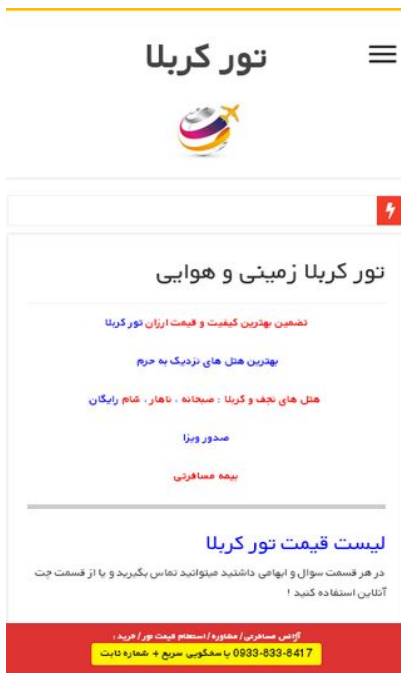 تور کربلا
تور کربلا زمینی و هوایی
تضمین بهترین کیفیت و قیمت ارزان تور کربلا
بهترین هتل های نزدیک به حرم
هتل های نجف و کربلا : صبحانه ، ناهار ، شام رایگان
صدور ویزا
بیمه مسافرتی
لیست قیمت تور کربلا
در هر قسمت سوال و ابهامی داشتید میتوانید تماس بگیرید و یا از قسمت چت
آنلاین استفاده کنید !
آژانس مسافرتی / مشاوره / استعلام قیمت تور / خرید :
0933-833-8417 پاسخگویی سریع + شماره ثابت